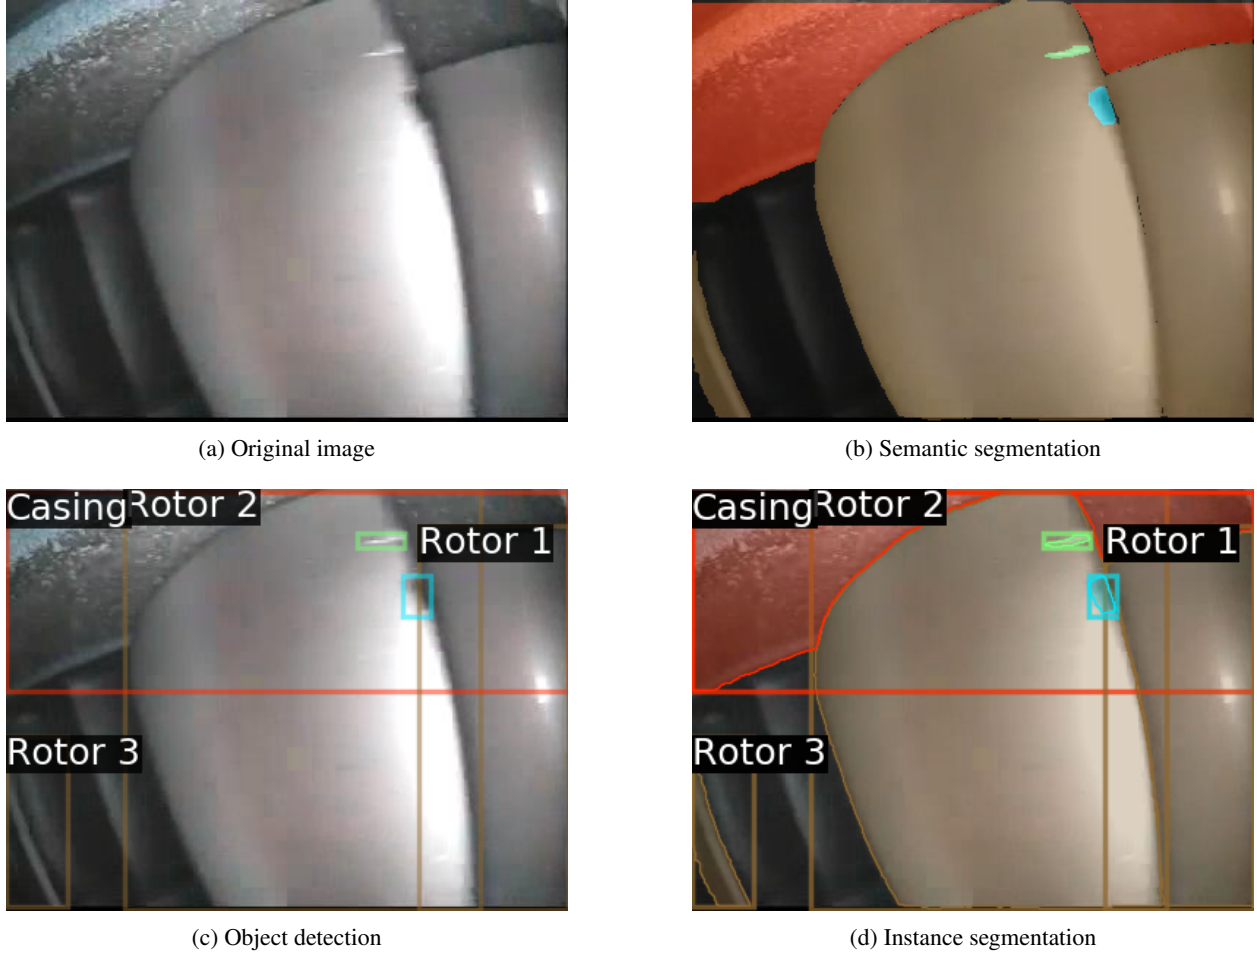 (a) Original image
(b) Semantic segmentation
Casing
Rotor 2
Rotor 1
Rotor 3
(c) Object detection
Casing
Rotor 2
Rotor 1
Rotor 3
(d) Instance segmentation